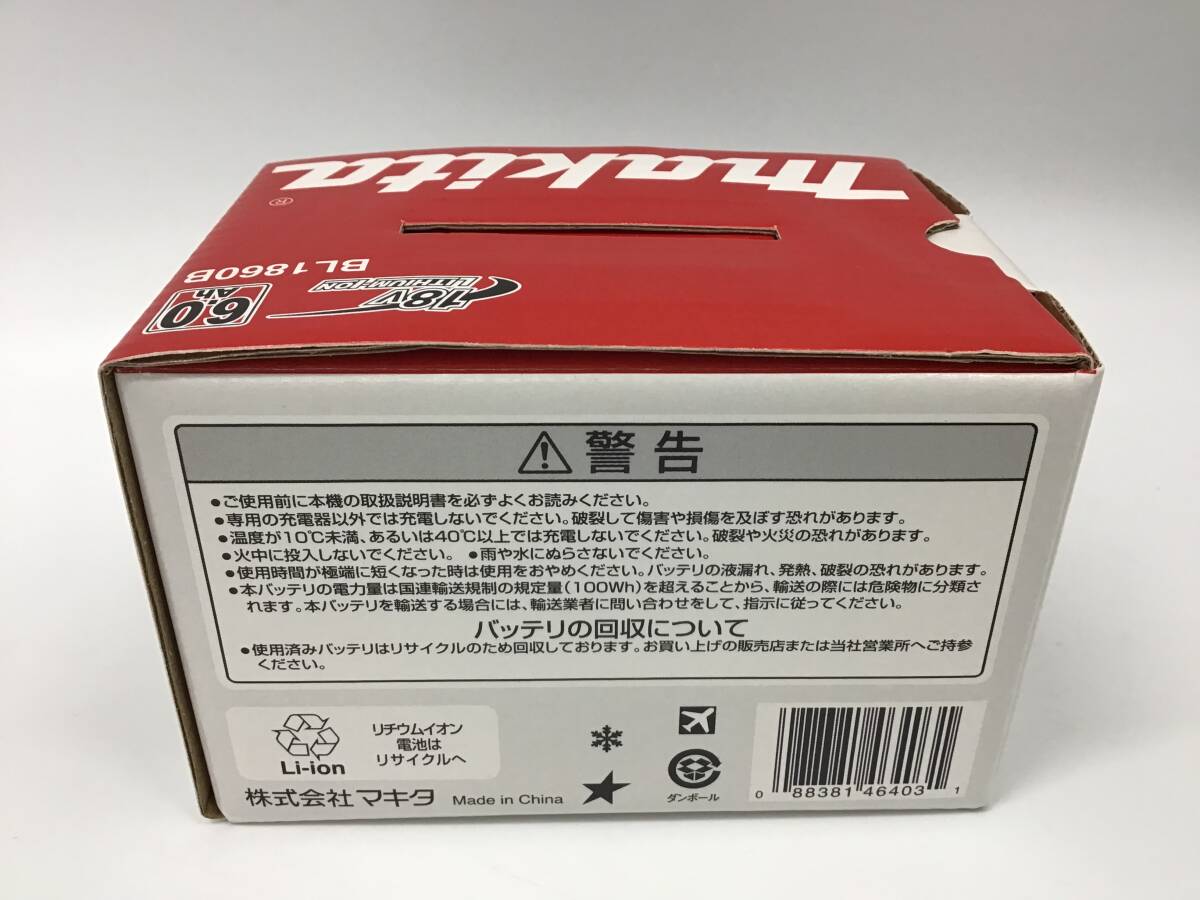 makita
®
BL1860B
18V
LITHIUM-ION
6.0
Ah
警告
●ご使用前に本機の取扱説明書を必ずよくお読みください。
●専用の充電器以外では充電しないでください。破裂して傷害や損傷を及ぼす恐れがあります。
●温度が10℃未満、あるいは40℃以上では充電しないでください。破裂や火災の恐れがあります。
●火中に投入しないでください。 ●雨や水にぬらさないでください。
●使用時間が極端に短くなった時は使用をおやめください。バッテリの液漏れ、発熱、破裂の恐れがあります。
●本バッテリの電力量は国連輸送規制の規定量(100Wh)を超えることから、輸送の際には危険物に分類さ
れます。本バッテリを輸送する場合には、輸送業者に問い合わせをして、指示に従ってください。
バッテリの回収について
●使用済みバッテリはリサイクルのため回収しております。お買い上げの販売店または当社営業所へご持参
ください。
Li-ion
リチウムイオン
電池は
リサイクルへ
株式会社マキタ Made in China
ダンボール
0 88381 46403 1